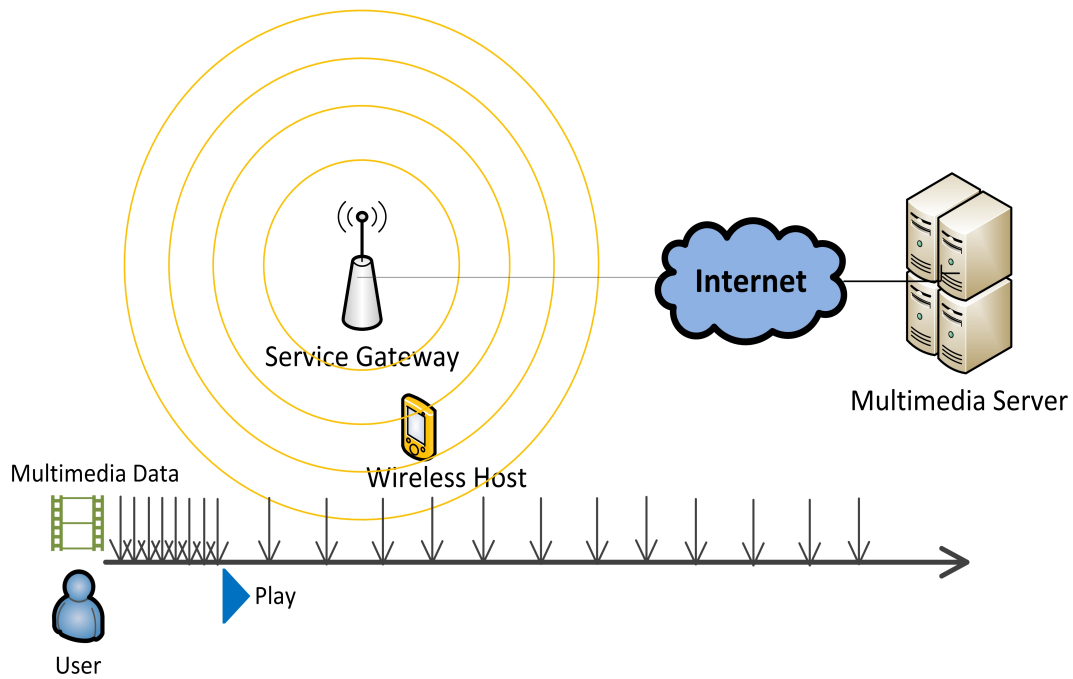 Internet
Service Gateway
Multimedia Server
Multimedia Data
Wireless Host
Play
User